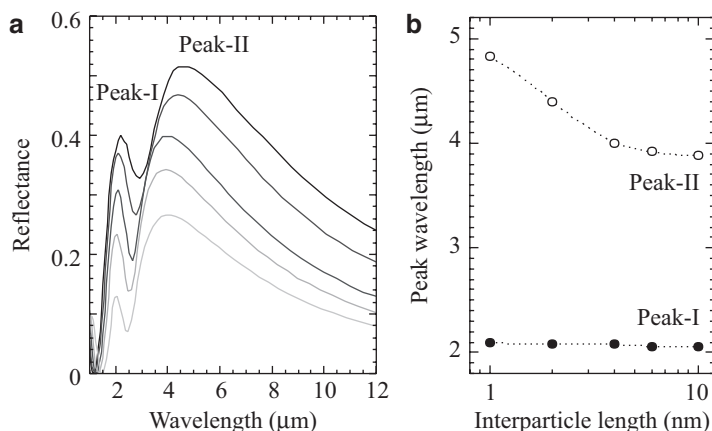 a
0.6
0.4
0.2
0
Reflectance
Peak-I
Peak-II
2 4 6 8 10 12
Wavelength (μm)
b
5
4
3
2
Peak wavelength (μm)
Peak-II
Peak-I
1 10
Interparticle length (nm)